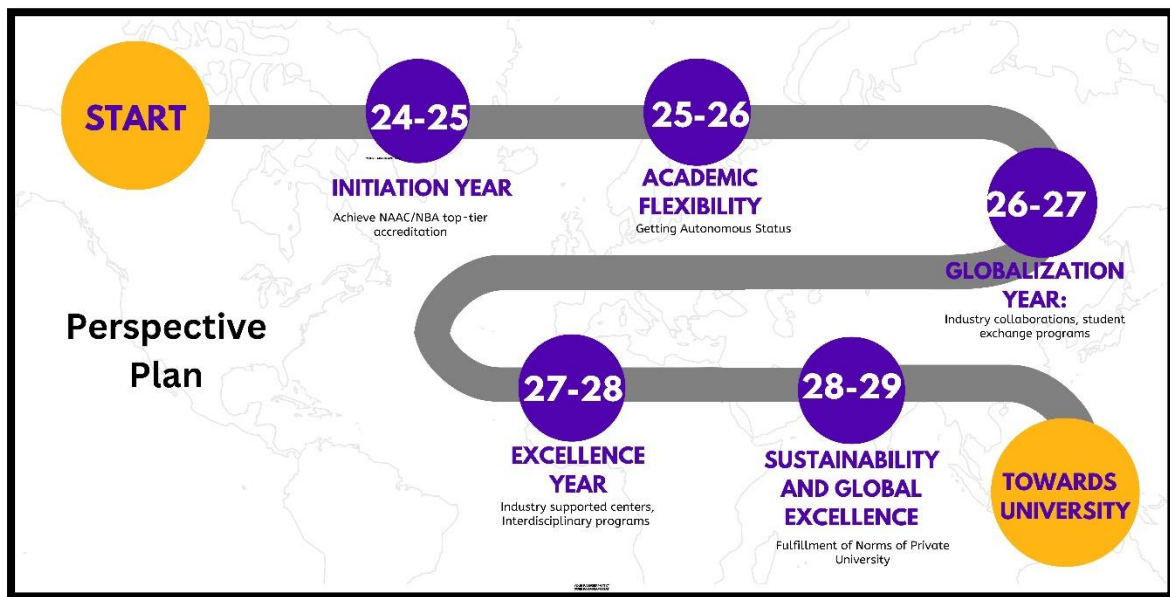 START
24-25
INITIATION YEAR
Achieve NAAC/NBA top-tier
accreditation
25-26
ACADEMIC
FLEXIBILITY
Getting Autonomous Status
26-27
GLOBALIZATION
YEAR:
Industry collaborations, student
exchange programs
Perspective
Plan
27-28
EXCELLENCE
YEAR
Industry supported centers,
Interdisciplinary programs
28-29
SUSTAINABILITY
AND GLOBAL
EXCELLENCE
Fulfillment of Norms of Private
University
TOWARDS
UNIVERSITY